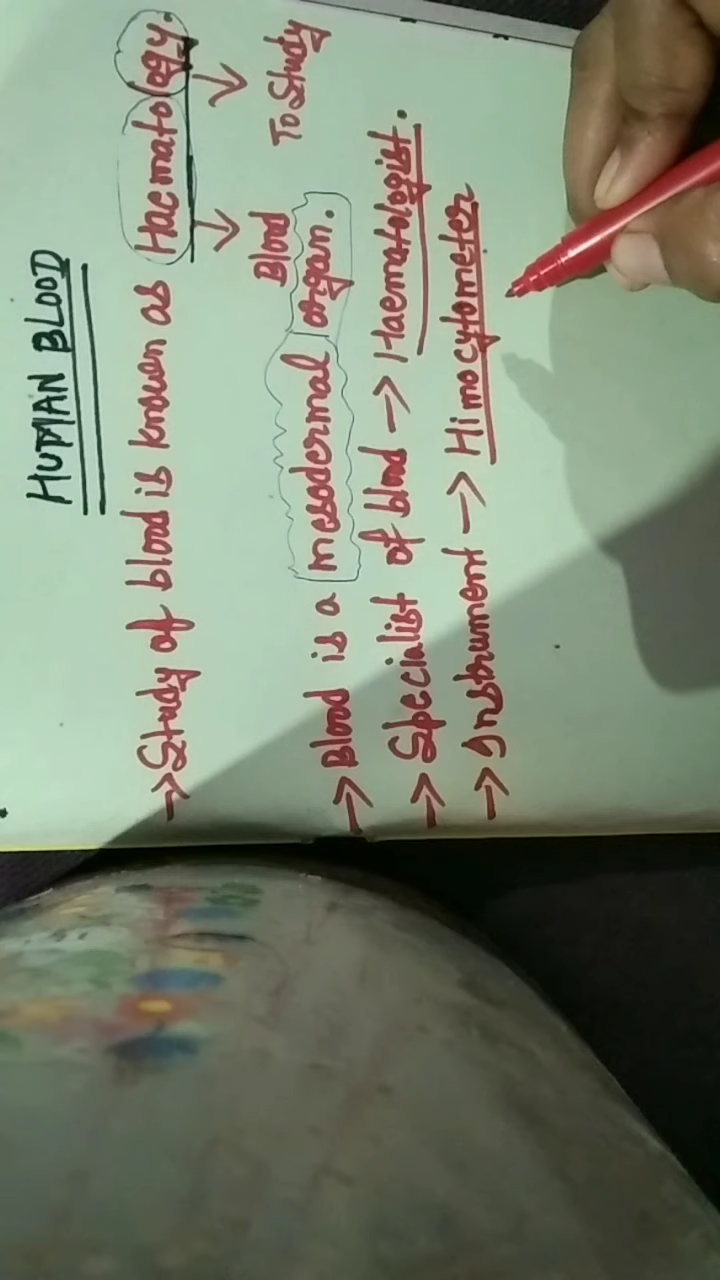 HUMAN BLOOD
→ Study of blood is known as Haematology.
↓ ↓
Blood To Study
→ Blood is a mesodermal organ.
→ Specialist of blood → Haematologist.
→ Instrument → Himocytometer